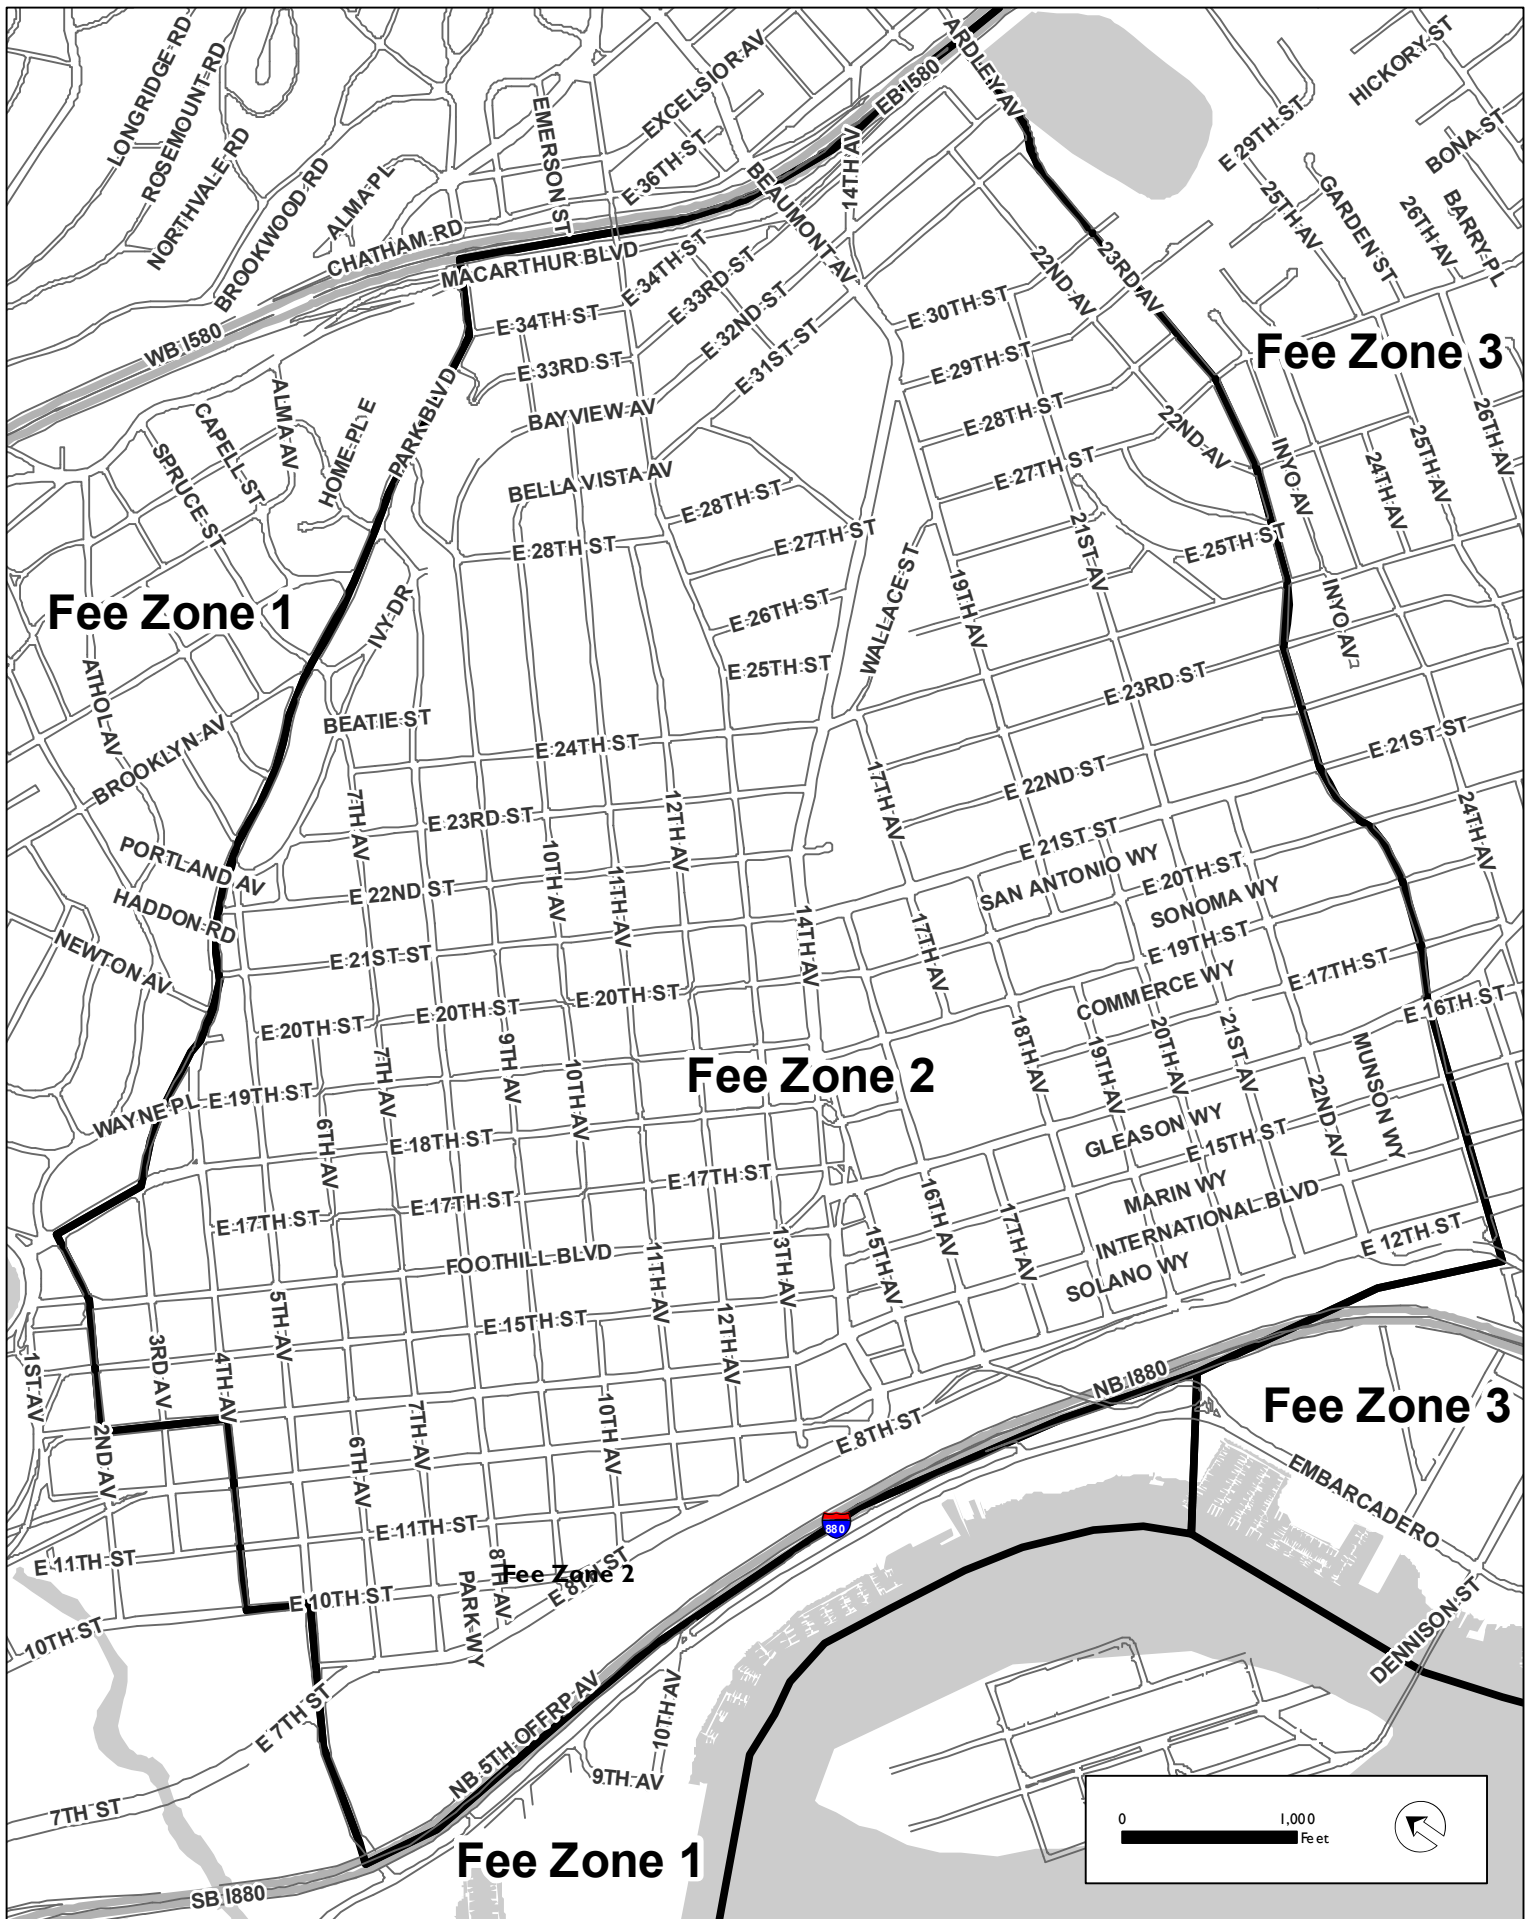 LONGRIDGE RD
ROSEMOUNT RD
NORTHVALE RD
BROOKWOOD RD
ALMA PL
CHATHAM RD
WB I580
EMERSON ST
EXCELSIOR AV
E 36TH ST
MACARTHUR BLVD
BEAUMONT AV
14TH AV
EB I580
ARDLEY AV
HICKORY ST
E 29TH ST
BONA ST
25TH AV
GARDEN ST
26TH AV
BARRY PL
22ND AV
23RD AV
Fee Zone 3
E 34TH ST
E 34TH ST
E 33RD ST
E 32ND ST
E 31ST ST
E 30TH ST
E 33RD ST
E 29TH ST
BAYVIEW AV
E 28TH ST
ALMA AV
CAPELL ST
SPRUCE ST
HOME PL E
PARK BLVD
BELLA VISTA AV
E 28TH ST
E 27TH ST
22ND AV
INYO AV
24TH AV
25TH AV
26TH AV
E 28TH ST
E 27TH ST
21ST AV
E 25TH ST
Fee Zone 1
IVY DR
E 26TH ST
WALLACE ST
19TH AV
INYO AV
E 25TH ST
E 23RD ST
ATHOL AV
BROOKLYN AV
BEATIE ST
E 24TH ST
E 21ST ST
E 22ND ST
7TH AV
E 23RD ST
12TH AV
17TH AV
24TH AV
E 21ST ST
PORTLAND AV
10TH AV
11TH AV
SAN ANTONIO WY
E 20TH ST
SONOMA WY
HADDON RD
E 22ND ST
NEWTON AV
E 21ST ST
14TH AV
17TH AV
E 19TH ST
E 17TH ST
COMMERCE WY
E 16TH ST
E 20TH ST
E 20TH ST
E 20TH ST
7TH AV
9TH AV
10TH AV
Fee Zone 2
18TH AV
19TH AV
20TH AV
21ST AV
22ND AV
MUNSON WY
WAYNE PL
E 19TH ST
6TH AV
E 18TH ST
GLEASON WY
E 15TH ST
E 17TH ST
E 17TH ST
E 17TH ST
16TH AV
17TH AV
MARIN WY
INTERNATIONAL BLVD
E 12TH ST
FOOTHILL BLVD
11TH AV
13TH AV
15TH AV
SOLANO WY
5TH AV
E 15TH ST
12TH AV
1ST AV
3RD AV
4TH AV
NB I880
Fee Zone 3
2ND AV
6TH AV
7TH AV
10TH AV
E 8TH ST
EMBARCADERO
E 11TH ST
880
E 11TH ST
8TH AV
Fee Zone 2
E 8TH ST
E 10TH ST
PARK WY
10TH ST
DENNISON ST
E 7TH ST
NB 5TH OFFRP AV
10TH AV
9TH AV
7TH ST
Fee Zone 1
SB I880
0 1,000
Feet